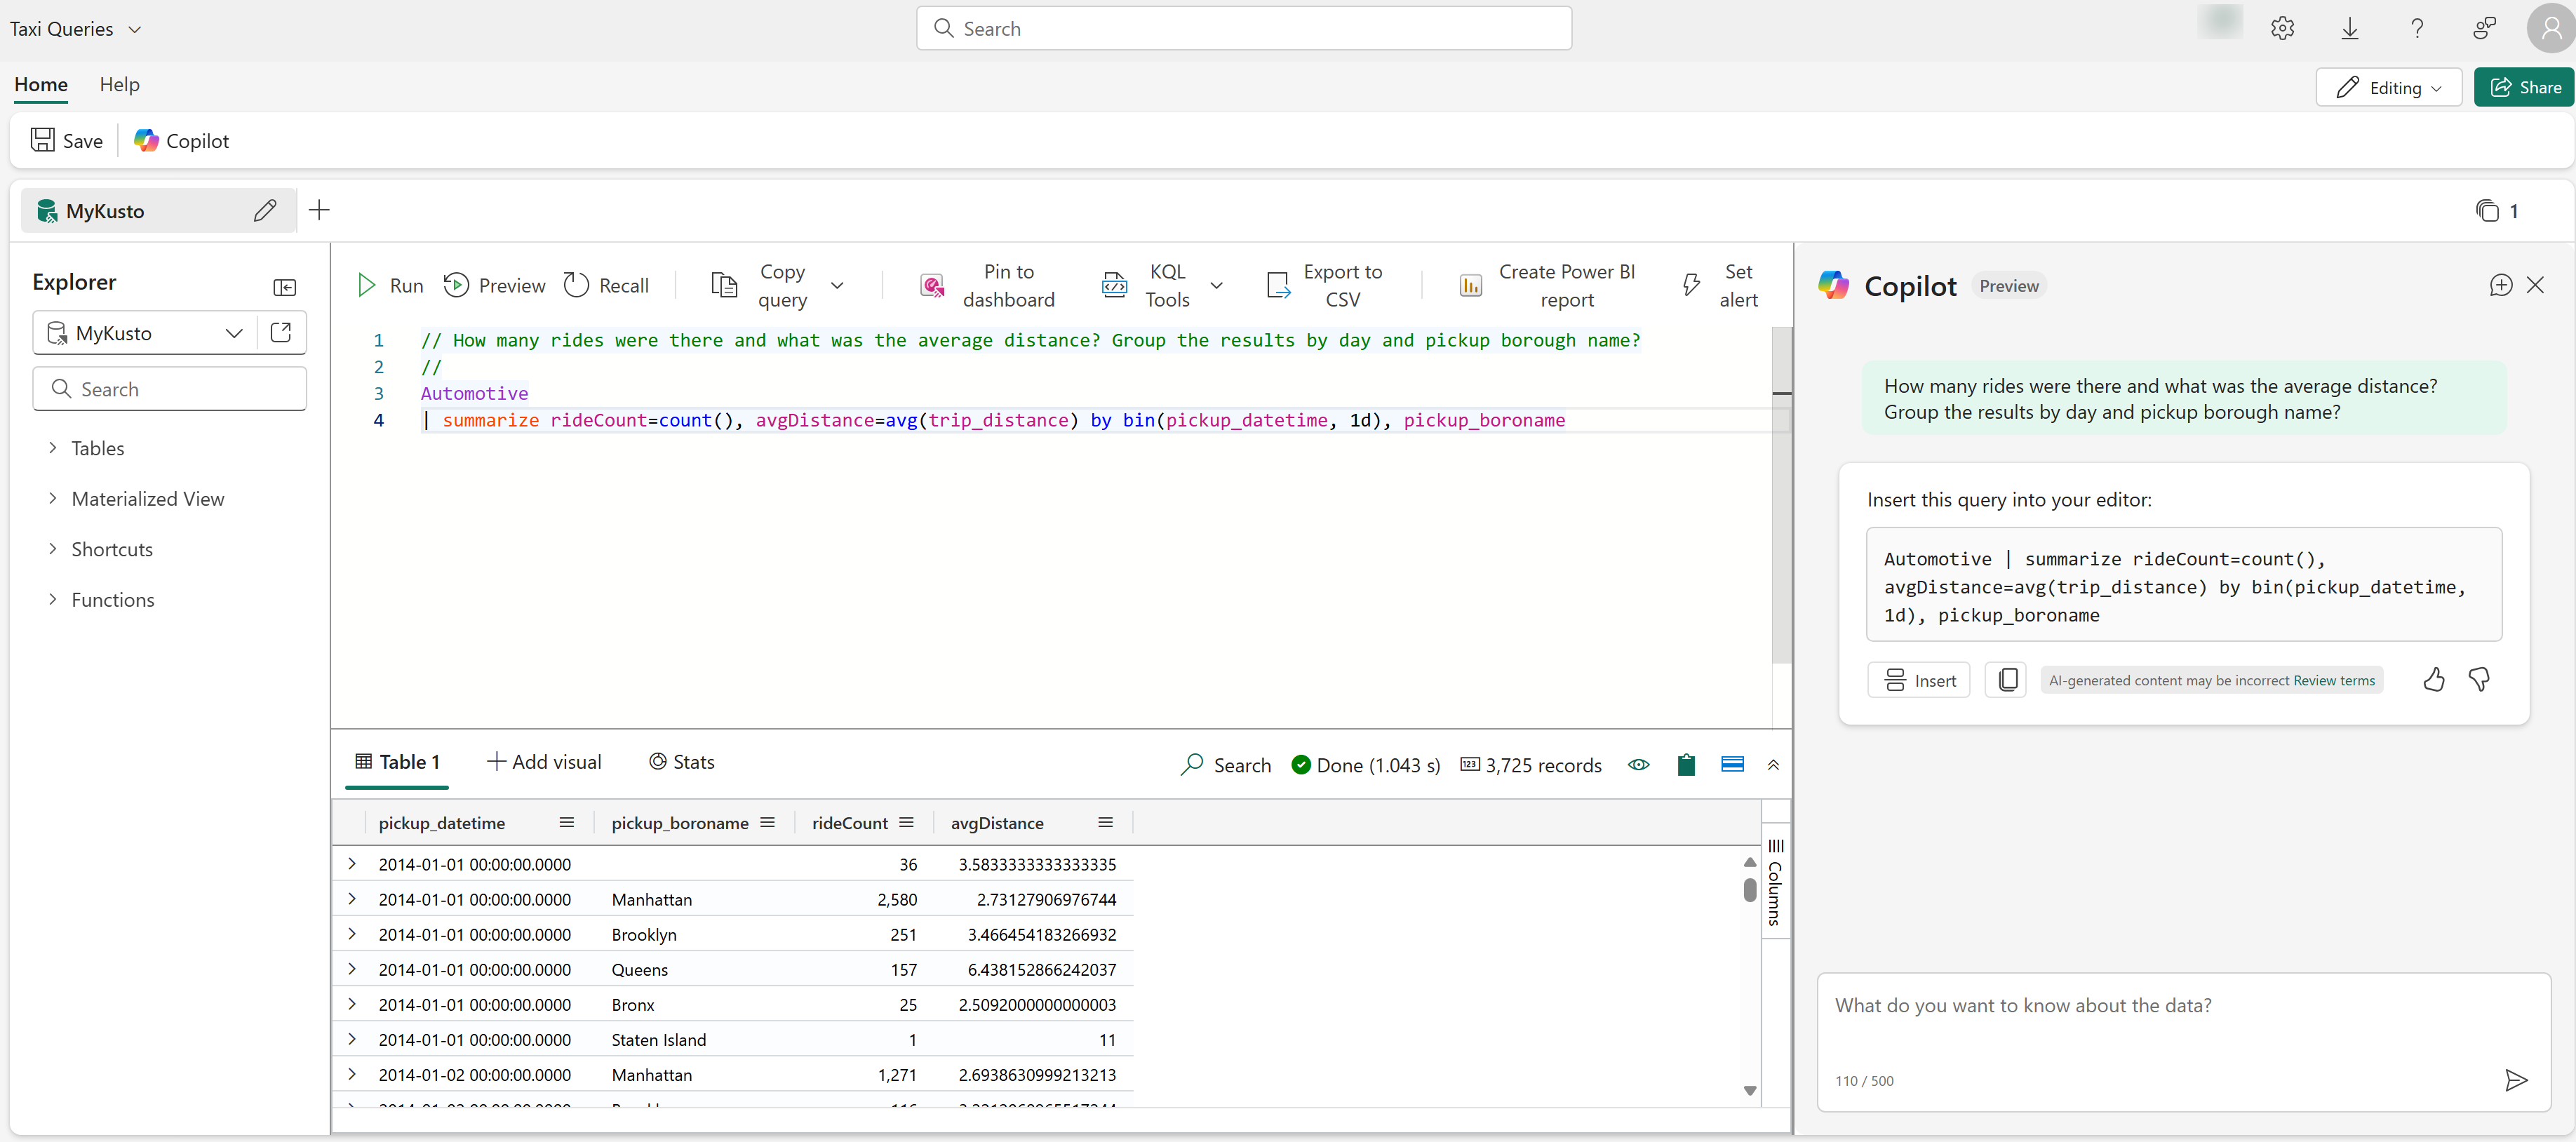 Taxi Queries
Search
Home Help
Editing
Share
Save Copilot
MyKusto
1
Explorer
MyKusto
Search
Tables
Materialized View
Shortcuts
Functions
Run Preview Recall
Copy query
Pin to dashboard
KQL Tools
Export to CSV
Create Power BI report
Set alert
1 // How many rides were there and what was the average distance? Group the results by day and pickup borough name?
2 //
3 Automotive
4 | summarize rideCount=count(), avgDistance=avg(trip_distance) by bin(pickup_datetime, 1d), pickup_boroname
Table 1 Add visual Stats
Search Done (1.043 s) 123 3,725 records
pickup_datetime pickup_boroname rideCount avgDistance
2014-01-01 00:00:00.0000 36 3.5833333333333335
2014-01-01 00:00:00.0000 Manhattan 2,580 2.73127906976744
2014-01-01 00:00:00.0000 Brooklyn 251 3.466454183266932
2014-01-01 00:00:00.0000 Queens 157 6.438152866242037
2014-01-01 00:00:00.0000 Bronx 25 2.5092000000000003
2014-01-01 00:00:00.0000 Staten Island 1 11
2014-01-02 00:00:00.0000 Manhattan 1,271 2.6938630999213213
Columns
Copilot Preview
How many rides were there and what was the average distance?
Group the results by day and pickup borough name?
Insert this query into your editor:
Automotive | summarize rideCount=count(),
avgDistance=avg(trip_distance) by bin(pickup_datetime,
1d), pickup_boroname
Insert
AI-generated content may be incorrect Review terms
What do you want to know about the data?
110 / 500